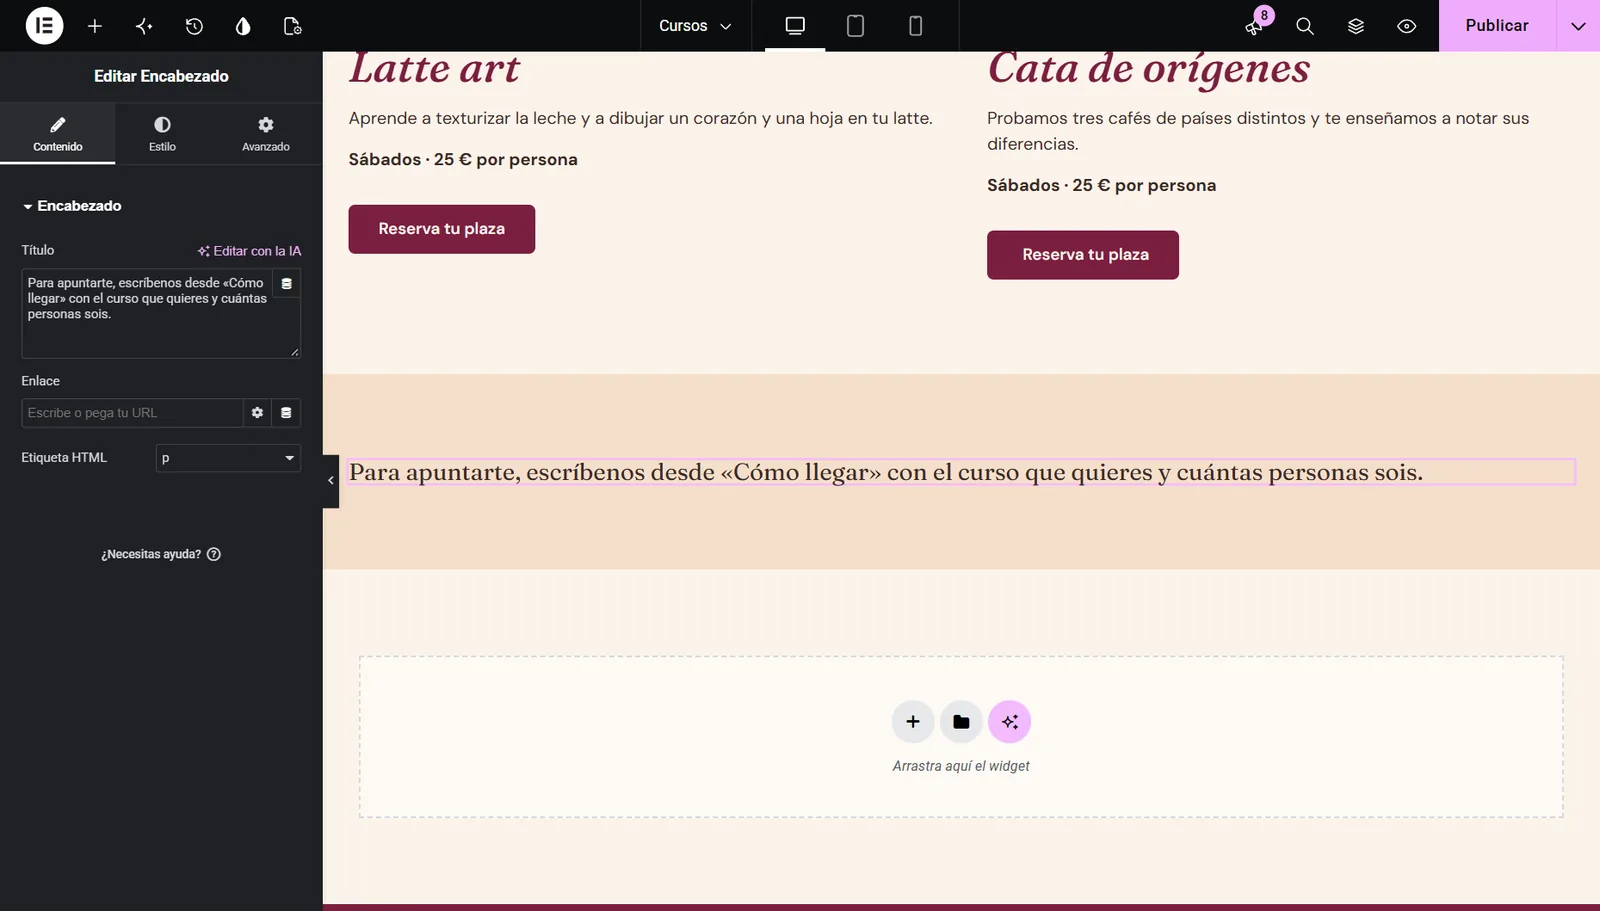 Cursos
8
Publicar
Editar Encabezado
Contenido
Estilo
Avanzado
Encabezado
Título
Editar con la IA
Para apuntarte, escríbenos desde «Cómo
llegar» con el curso que quieres y cuántas
personas sois.
Enlace
Escribe o pega tu URL
Etiqueta HTML
p
¿Necesitas ayuda?
Latte art
Aprende a texturizar la leche y a dibujar un corazón y una hoja en tu latte.
Sábados · 25 € por persona
Reserva tu plaza
Cata de orígenes
Probamos tres cafés de países distintos y te enseñamos a notar sus
diferencias.
Sábados · 25 € por persona
Reserva tu plaza
Para apuntarte, escríbenos desde «Cómo llegar» con el curso que quieres y cuántas personas sois.
Arrastra aquí el widget